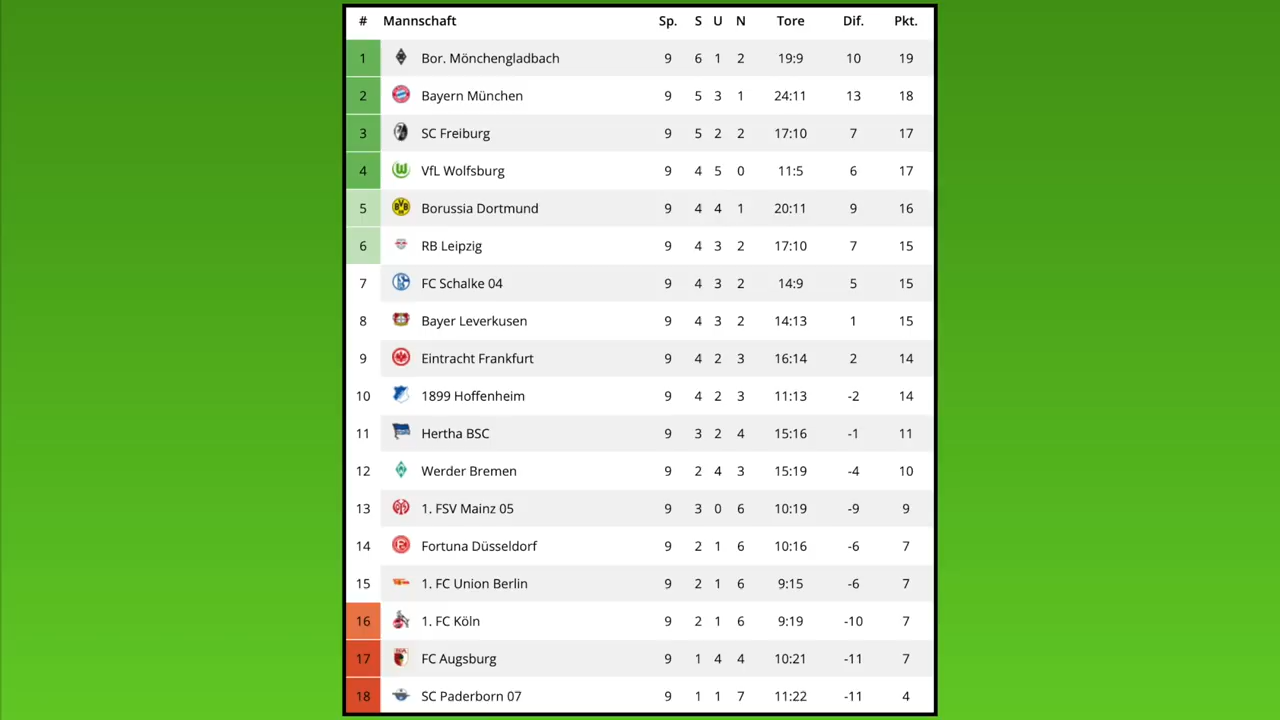 # Mannschaft Sp. S U N Tore Dif. Pkt.
1 Bor. Mönchengladbach 9 6 1 2 19:9 10 19
2 Bayern München 9 5 3 1 24:11 13 18
3 SC Freiburg 9 5 2 2 17:10 7 17
4 VfL Wolfsburg 9 4 5 0 11:5 6 17
5 Borussia Dortmund 9 4 4 1 20:11 9 16
6 RB Leipzig 9 4 3 2 17:10 7 15
7 FC Schalke 04 9 4 3 2 14:9 5 15
8 Bayer Leverkusen 9 4 3 2 14:13 1 15
9 Eintracht Frankfurt 9 4 2 3 16:14 2 14
10 1899 Hoffenheim 9 4 2 3 11:13 -2 14
11 Hertha BSC 9 3 2 4 15:16 -1 11
12 Werder Bremen 9 2 4 3 15:19 -4 10
13 1. FSV Mainz 05 9 3 0 6 10:19 -9 9
14 Fortuna Düsseldorf 9 2 1 6 10:16 -6 7
15 1. FC Union Berlin 9 2 1 6 9:15 -6 7
16 1. FC Köln 9 2 1 6 9:19 -10 7
17 FC Augsburg 9 1 4 4 10:21 -11 7
18 SC Paderborn 07 9 1 1 7 11:22 -11 4